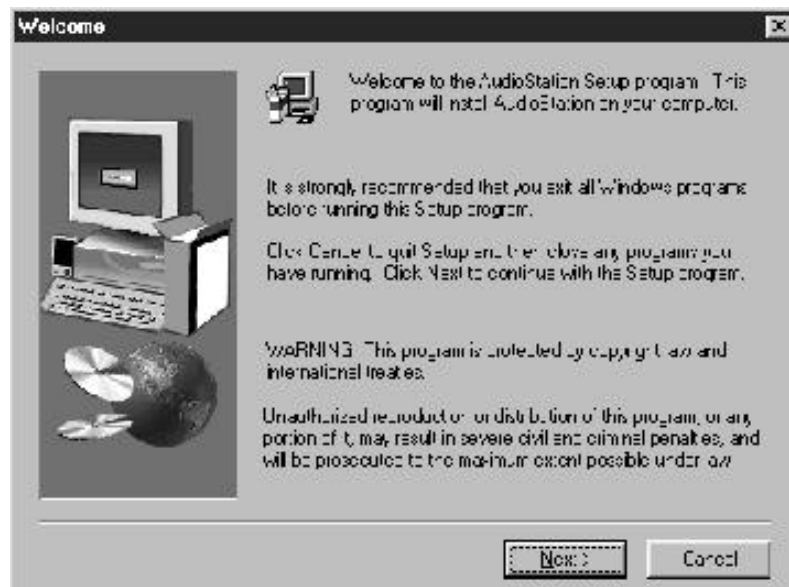 Welcome
Welcome to the AudioStation Setup program. This
program will install AudioStation on your computer.
It is strongly recommended that you exit all Windows programs
before running this Setup program.
Click Cancel to quit Setup and then close any programs you
have running. Click Next to continue with the Setup program.
WARNING: This program is protected by copyright law and
international treaties.
Unauthorized reproduction or distribution of this program, or any
portion of it, may result in severe civil and criminal penalties, and
will be prosecuted to the maximum extent possible under law.
Next >
Cancel